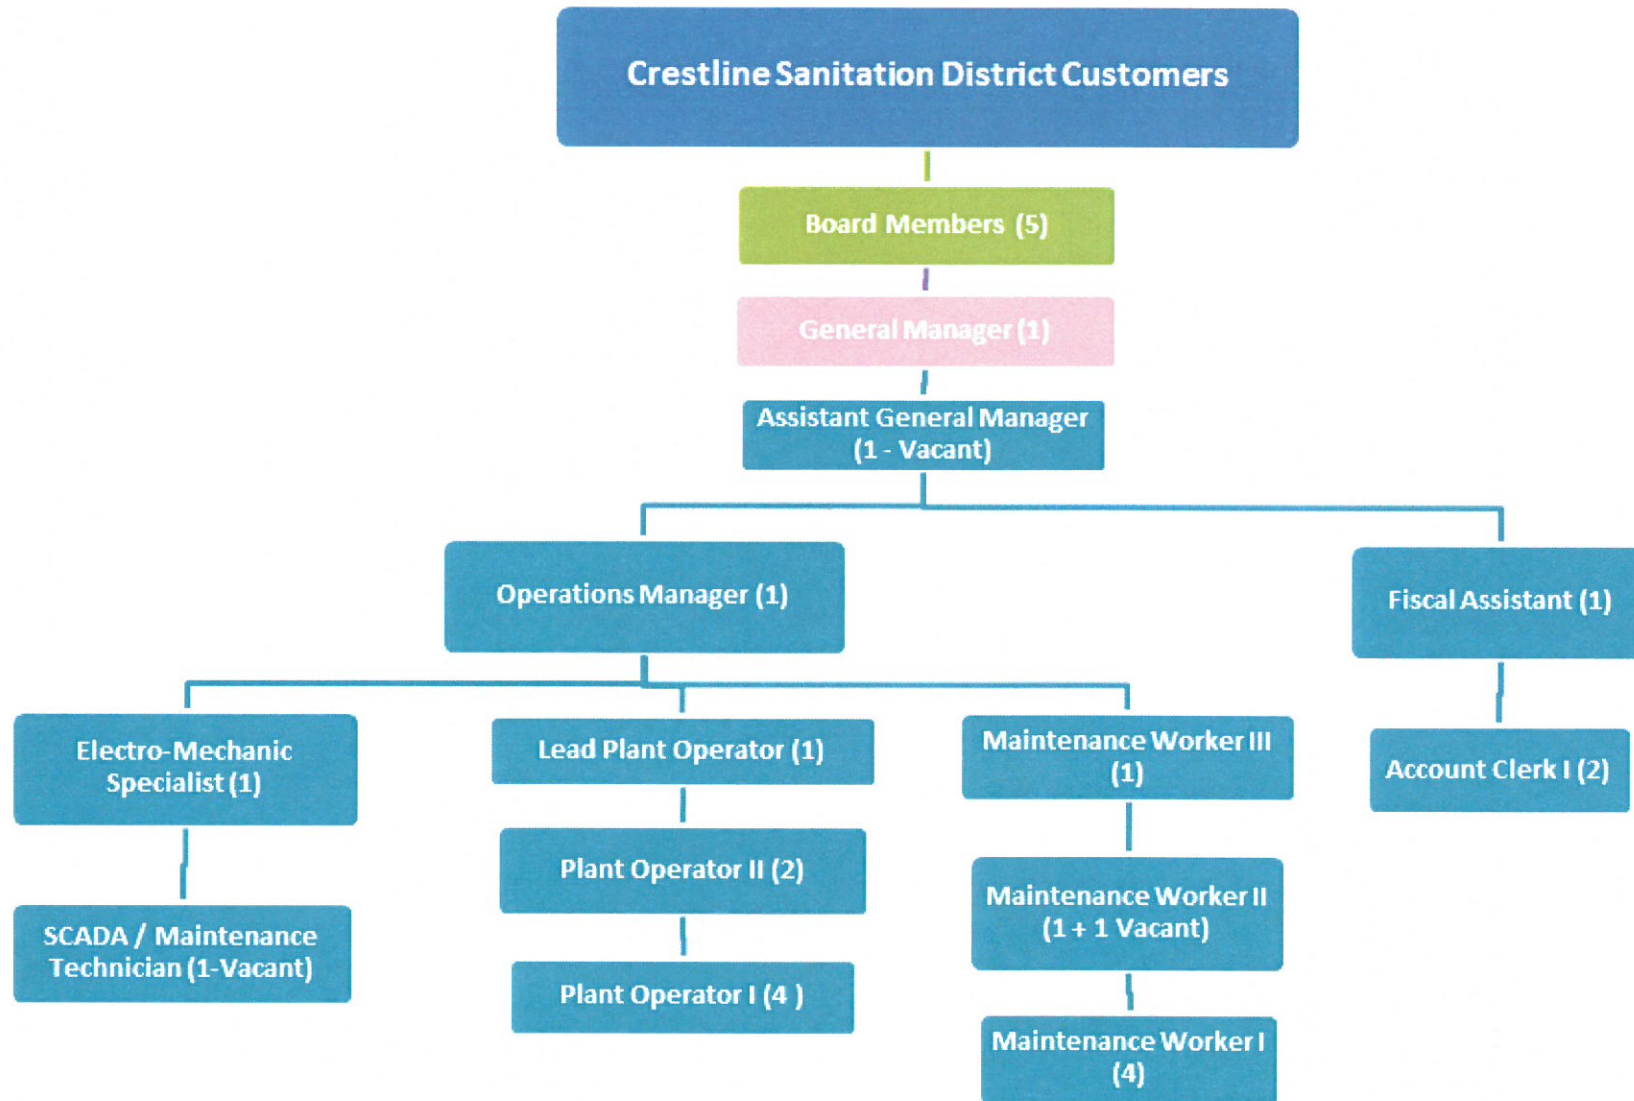 Crestline Sanitation District Customers
Board Members (5)
General Manager (1)
Assistant General Manager
(1 - Vacant)
Operations Manager (1)
Fiscal Assistant (1)
Electro-Mechanic
Specialist (1)
Lead Plant Operator (1)
Maintenance Worker III
(1)
Account Clerk I (2)
Plant Operator II (2)
Maintenance Worker II
(1 + 1 Vacant)
SCADA / Maintenance
Technician (1-Vacant)
Plant Operator I (4 )
Maintenance Worker I
(4)